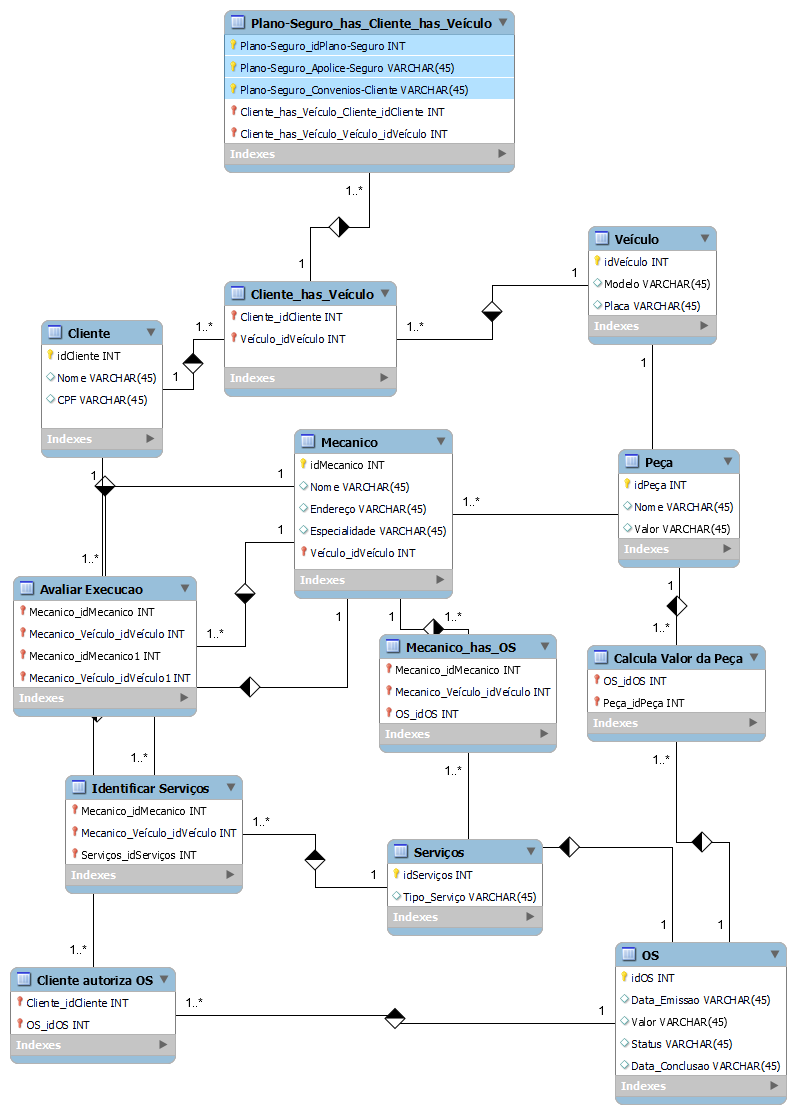 Plano-Seguro_has_Cliente_has_Veículo
Plano-Seguro_idPlano-Seguro INT
Plano-Seguro_Apolice-Seguro VARCHAR(45)
Plano-Seguro_Convenios-Cliente VARCHAR(45)
Cliente_has_Veículo_Cliente_idCliente INT
Cliente_has_Veículo_Veículo_idVeículo INT
Indexes
1..*
1
Veículo
idVeículo INT
Modelo VARCHAR(45)
Placa VARCHAR(45)
Indexes
1
1
Cliente_has_Veículo
Cliente_idCliente INT
Veículo_idVeículo INT
Indexes
1..*
1..*
Cliente
idCliente INT
Nome VARCHAR(45)
CPF VARCHAR(45)
Indexes
1
1
1..*
Mecanico
idMecanico INT
Nome VARCHAR(45)
Endereço VARCHAR(45)
Especialidade VARCHAR(45)
Veículo_idVeículo INT
Indexes
1
1
1
1
1..*
1..*
Peça
idPeça INT
Nome VARCHAR(45)
Valor VARCHAR(45)
Indexes
1
1..*
Avaliar Execucao
Mecanico_idMecanico INT
Mecanico_Veículo_idVeículo INT
Mecanico_idMecanico1 INT
Mecanico_Veículo_idVeículo1 INT
Indexes
1..*
1..*
Mecanico_has_OS
Mecanico_idMecanico INT
Mecanico_Veículo_idVeículo INT
OS_idOS INT
Indexes
1..*
Calcula Valor da Peça
OS_idOS INT
Peça_idPeça INT
Indexes
1..*
Identificar Serviços
Mecanico_idMecanico INT
Mecanico_Veículo_idVeículo INT
Serviços_idServiços INT
Indexes
1..*
1..*
Serviços
idServiços INT
Tipo_Serviço VARCHAR(45)
Indexes
1
1
1
Cliente autoriza OS
Cliente_idCliente INT
OS_idOS INT
Indexes
1..*
1
OS
idOS INT
Data_Emissao VARCHAR(45)
Valor VARCHAR(45)
Status VARCHAR(45)
Data_Conclusao VARCHAR(45)
Indexes